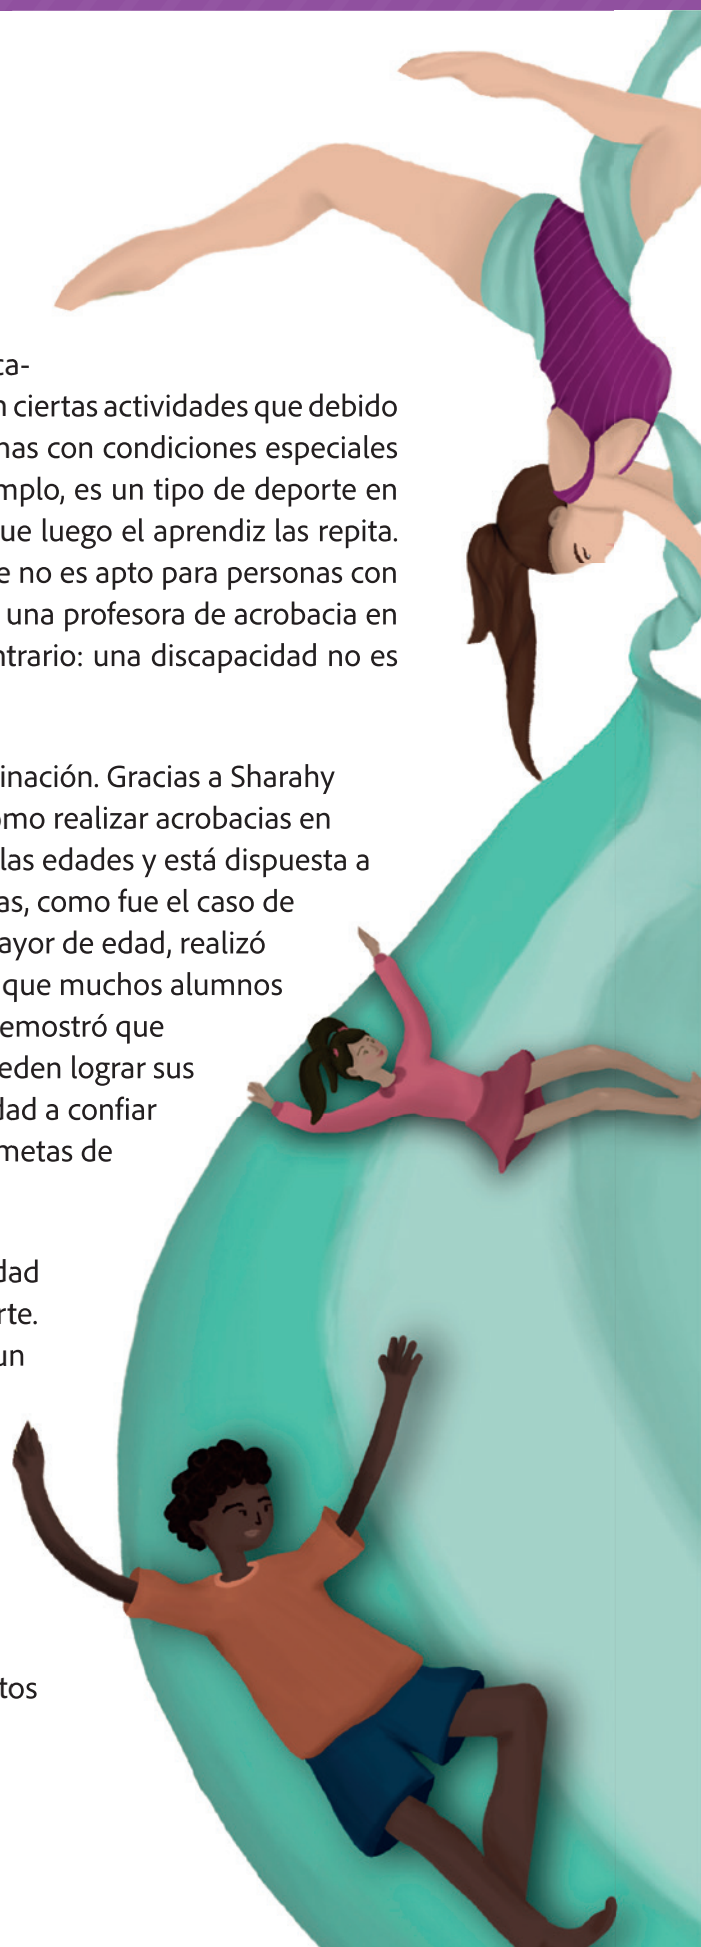 ca-
n ciertas actividades que debido
nas con condiciones especiales
mplo, es un tipo de deporte en
ue luego el aprendiz las repita.
e no es apto para personas con
una profesora de acrobacia en
ntrario: una discapacidad no es
inación. Gracias a Sharahy
omo realizar acrobacias en
las edades y está dispuesta a
as, como fue el caso de
ayor de edad, realizó
que muchos alumnos
emostró que
eden lograr sus
dad a confiar
metas de
dad
rte.
un
tos